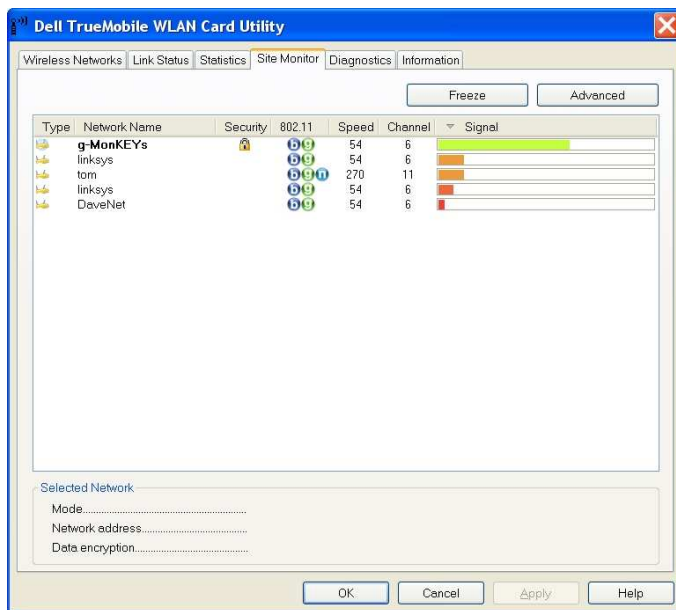 Dell TrueMobile WLAN Card Utility
Wireless Networks Link Status Statistics Site Monitor Diagnostics Information
Freeze Advanced
Type Network Name Security 802.11 Speed Channel Signal
g-MonKEYs b g 54 6
linksys b g 54 6
tom b g n 270 11
linksys b g 54 6
DaveNet b g 54 6
Selected Network
Mode.......................................................
Network address...................................
Data encryption......................................
OK Cancel Apply Help